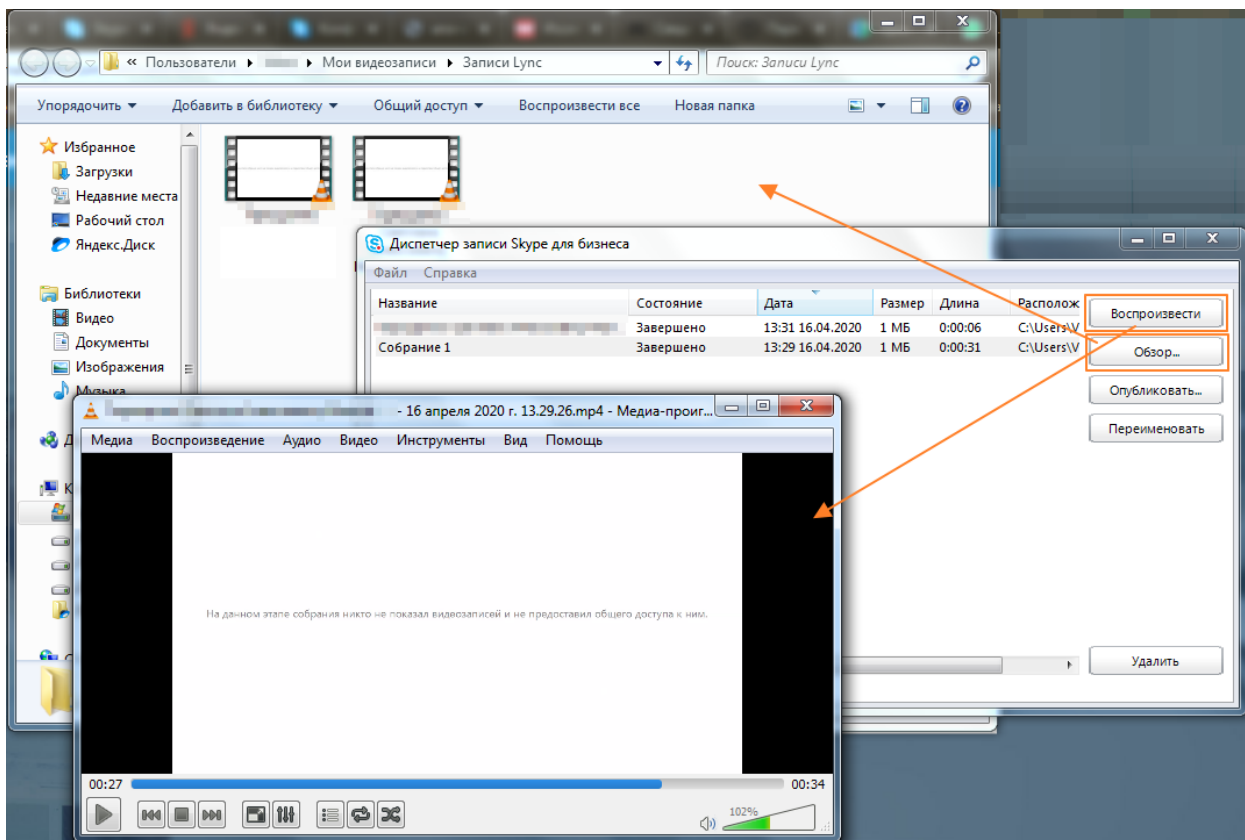 « Пользователи Мои видеозаписи Записи Lync
Поиск: Записи Lync
Упорядочить Добавить в библиотеку Общий доступ Воспроизвести все Новая папка
Избранное
Загрузки
Недавние места
Рабочий стол
Яндекс.Диск
Библиотеки
Видео
Документы
Изображения
Музыка
Диспетчер записи Skype для бизнеса
Файл Справка
Название Состояние Дата Размер Длина Располож
Завершено 13:31 16.04.2020 1 МБ 0:00:06 C:\Users\V
Собрание 1 Завершено 13:29 16.04.2020 1 МБ 0:00:31 C:\Users\V
Воспроизвести
Обзор...
Опубликовать...
Переименовать
Удалить
- 16 апреля 2020 г. 13.29.26.mp4 - Медиа-проиг...
Медиа Воспроизведение Аудио Видео Инструменты Вид Помощь
На данном этапе собрания никто не показал видеозаписей и не предоставил общего доступа к ним.
00:27 00:34
102%